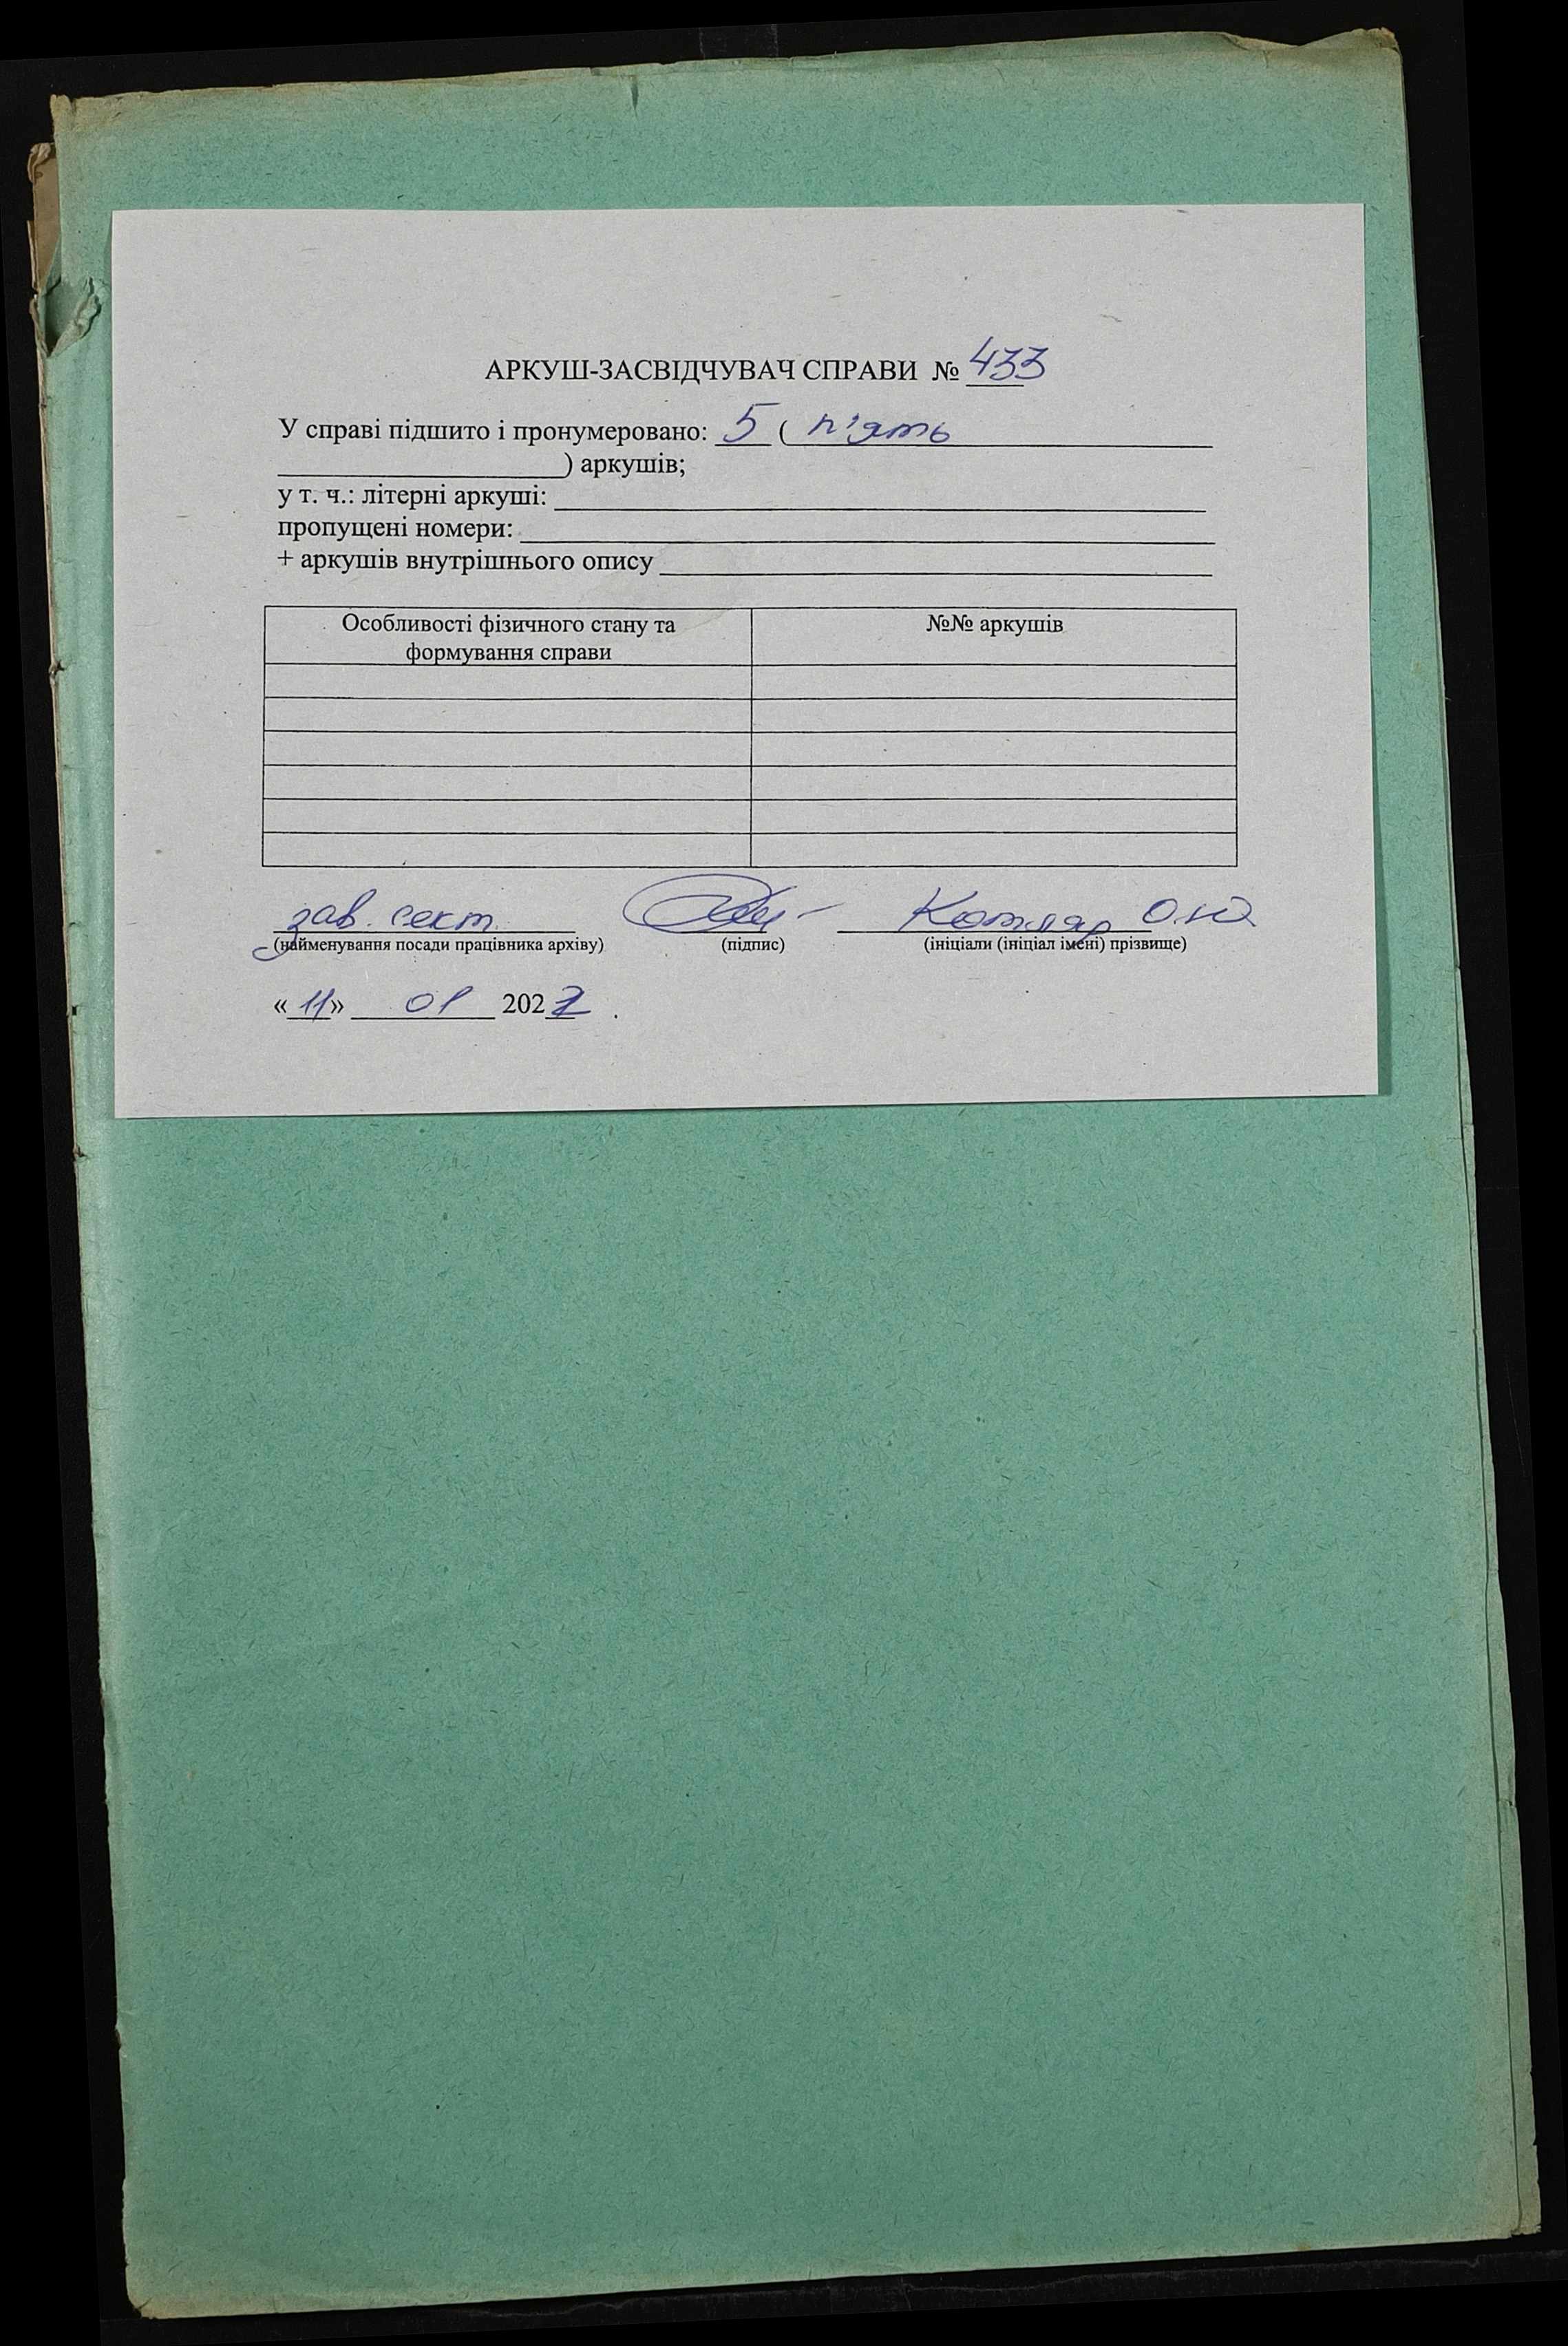 АРКУШ-ЗАСВІДЧУВАЧ СПРАВИ № 433
У справі підшито і пронумеровано: 5 ( п'ять
) аркушів;
у т. ч.: літерні аркуші:
пропущені номери:
+ аркушів внутрішнього опису
Особливості фізичного стану та формування справи
№№ аркушів
зав. сект. Котляр О.Ю
(найменування посади працівника архіву) (підпис) (ініціали (ініціал імені) прізвище)
«11» 01 2022 .